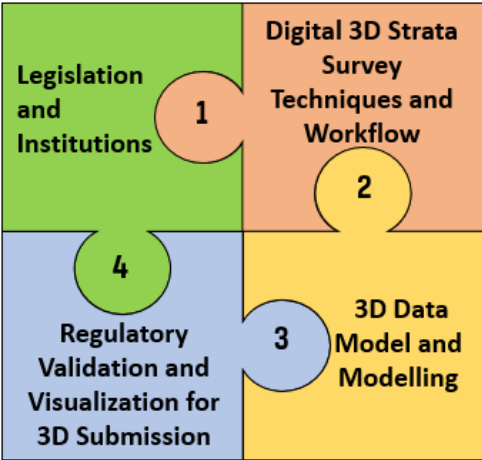 Legislation
and
Institutions
1
Digital 3D Strata
Survey
Techniques and
Workflow
2
3D Data
Model and
Modelling
3
4
Regulatory
Validation and
Visualization for
3D Submission